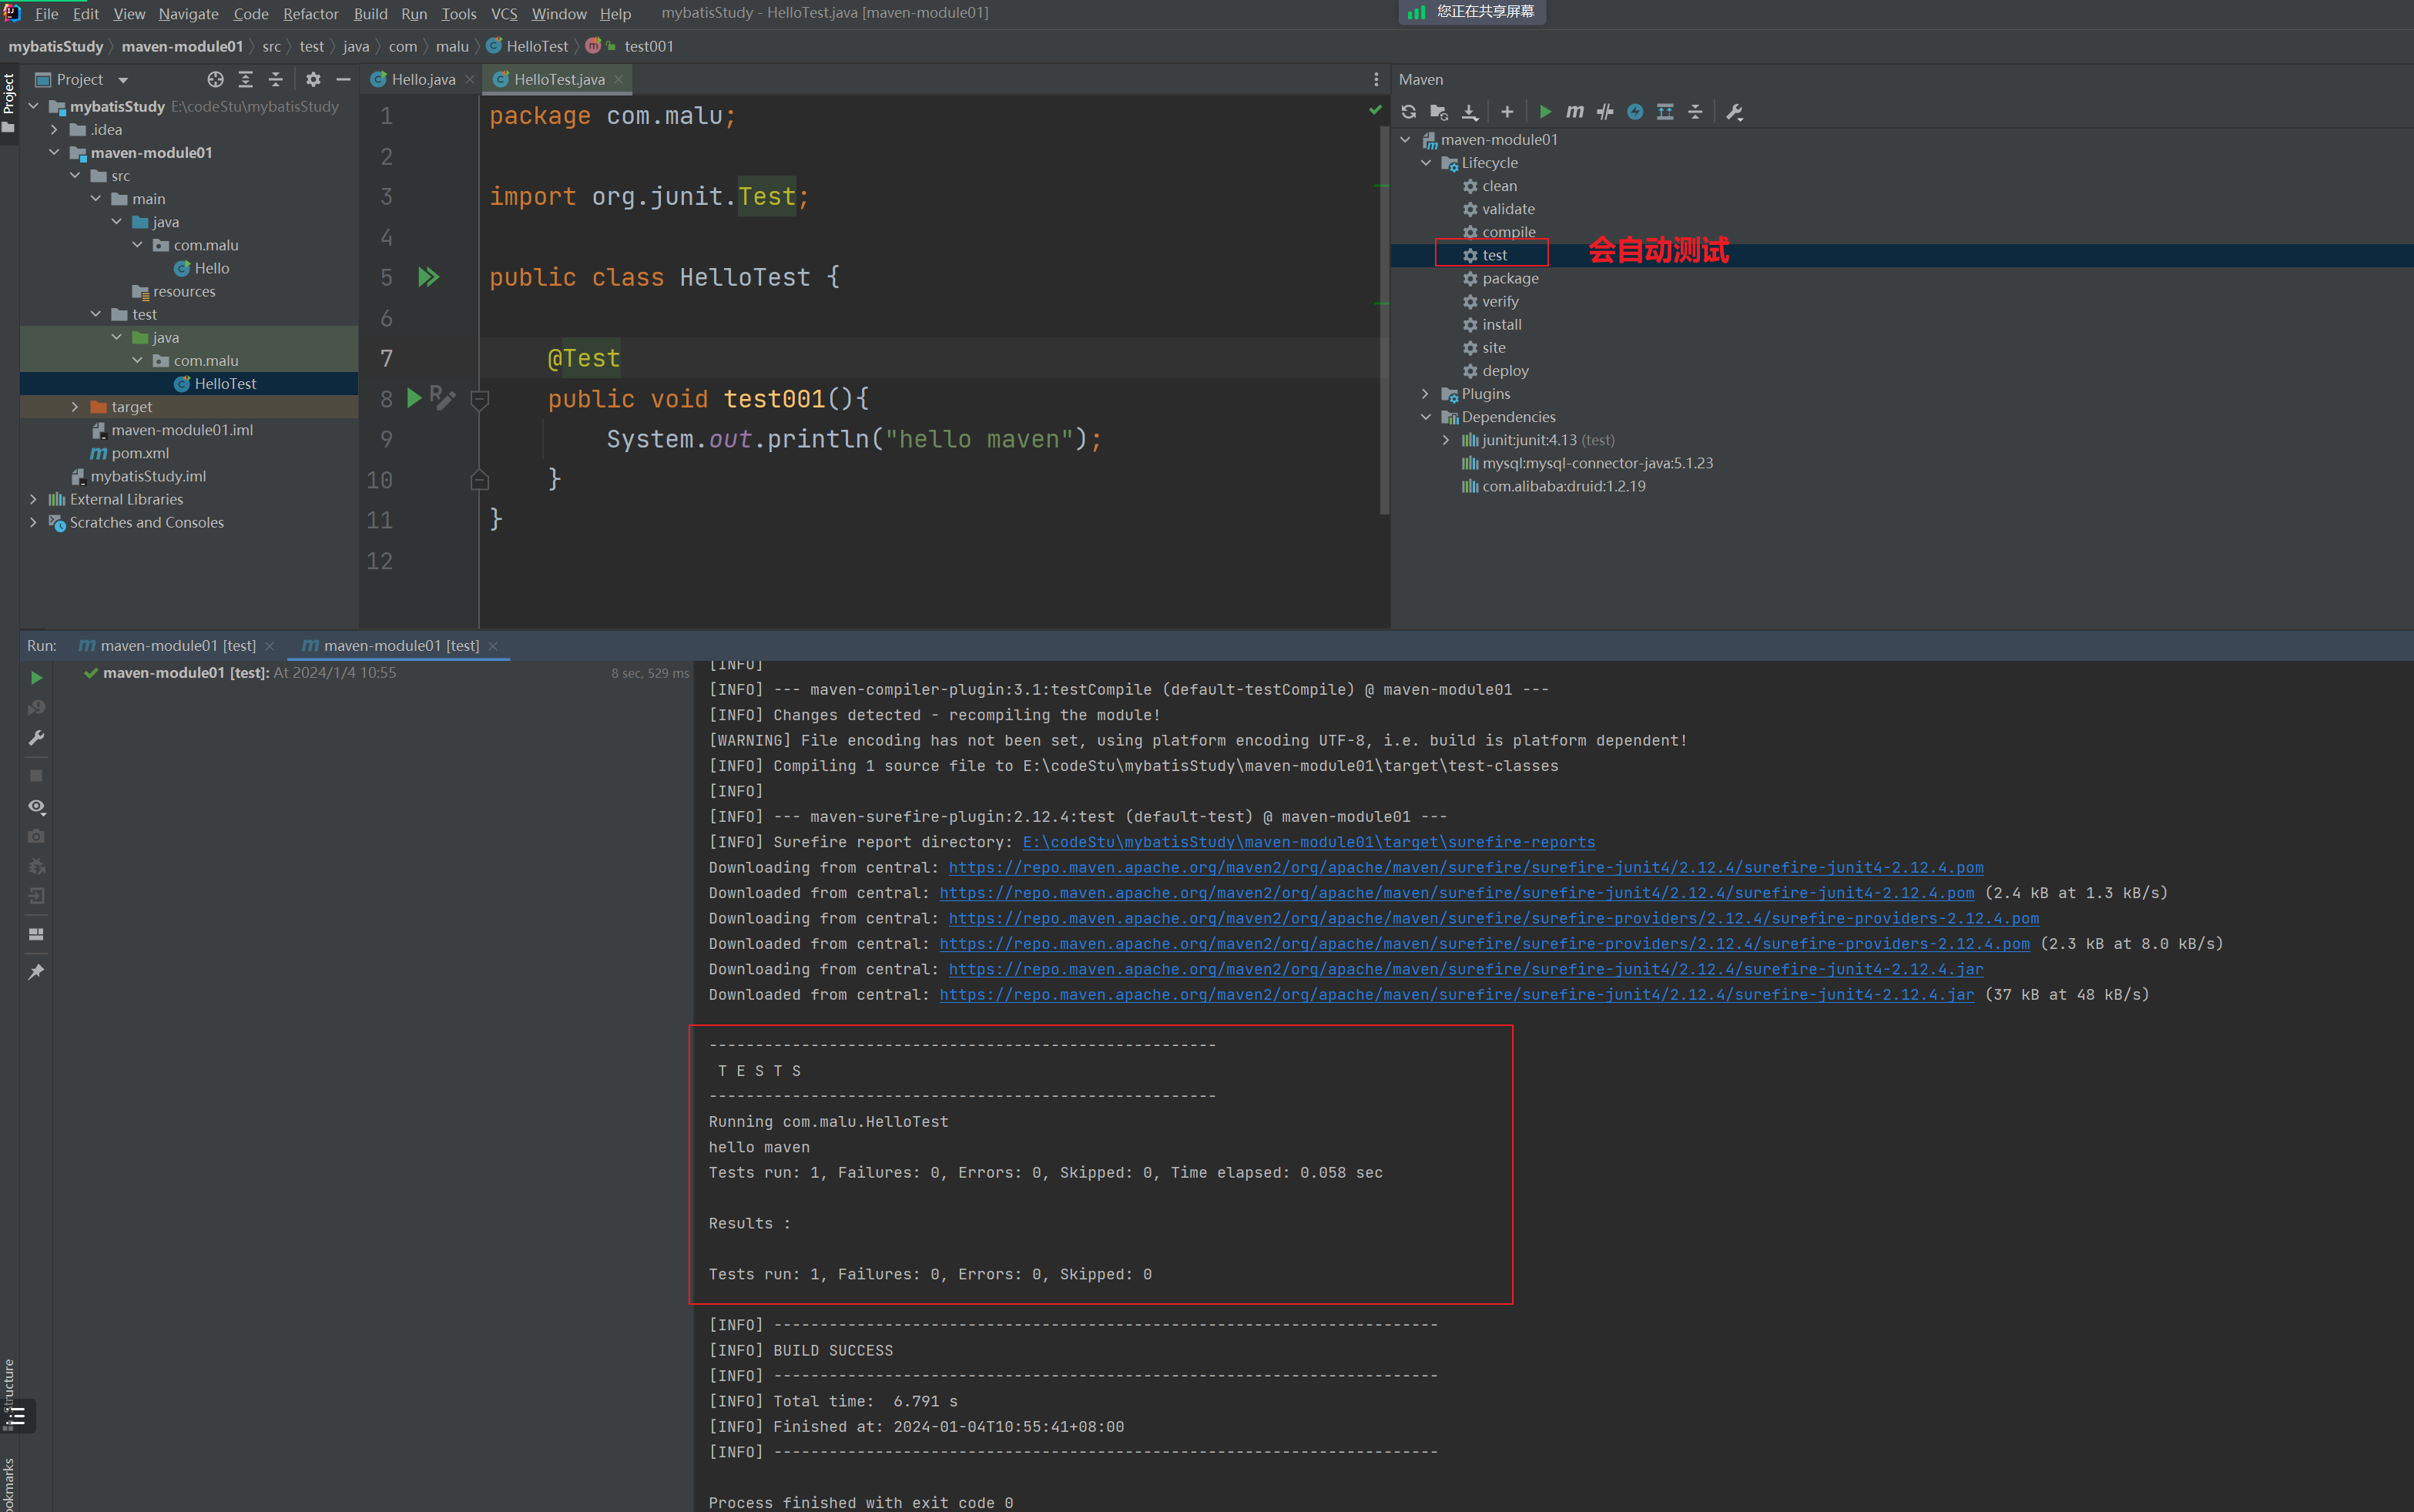 File Edit View Navigate Code Refactor Build Run Tools VCS Window Help mybatisStudy - HelloTest.java [maven-module01]
您正在共享屏幕
mybatisStudy maven-module01 src test java com malu HelloTest test001
Project
Project
mybatisStudy E:\codeStu\mybatisStudy
.idea
maven-module01
src
main
java
com.malu
Hello
resources
test
java
com.malu
HelloTest
target
maven-module01.iml
pom.xml
mybatisStudy.iml
External Libraries
Scratches and Consoles
Hello.java HelloTest.java
1 package com.malu;
2
3 import org.junit.Test;
4
5 public class HelloTest {
6
7 @Test
8 public void test001(){
9 System.out.println("hello maven");
10 }
11 }
12
Maven
maven-module01
Lifecycle
clean
validate
compile
test 会自动测试
package
verify
install
site
deploy
Plugins
Dependencies
junit:junit:4.13 (test)
mysql:mysql-connector-java:5.1.23
com.alibaba:druid:1.2.19
Run: maven-module01 [test] maven-module01 [test]
maven-module01 [test]: At 2024/1/4 10:55 8 sec, 529 ms
[INFO]
[INFO] --- maven-compiler-plugin:3.1:testCompile (default-testCompile) @ maven-module01 ---
[INFO] Changes detected - recompiling the module!
[WARNING] File encoding has not been set, using platform encoding UTF-8, i.e. build is platform dependent!
[INFO] Compiling 1 source file to E:\codeStu\mybatisStudy\maven-module01\target\test-classes
[INFO]
[INFO] --- maven-surefire-plugin:2.12.4:test (default-test) @ maven-module01 ---
[INFO] Surefire report directory: E:\codeStu\mybatisStudy\maven-module01\target\surefire-reports
Downloading from central: https://repo.maven.apache.org/maven2/org/apache/maven/surefire/surefire-junit4/2.12.4/surefire-junit4-2.12.4.pom
Downloaded from central: https://repo.maven.apache.org/maven2/org/apache/maven/surefire/surefire-junit4/2.12.4/surefire-junit4-2.12.4.pom (2.4 kB at 1.3 kB/s)
Downloading from central: https://repo.maven.apache.org/maven2/org/apache/maven/surefire/surefire-providers/2.12.4/surefire-providers-2.12.4.pom
Downloaded from central: https://repo.maven.apache.org/maven2/org/apache/maven/surefire/surefire-providers/2.12.4/surefire-providers-2.12.4.pom (2.3 kB at 8.0 kB/s)
Downloading from central: https://repo.maven.apache.org/maven2/org/apache/maven/surefire/surefire-junit4/2.12.4/surefire-junit4-2.12.4.jar
Downloaded from central: https://repo.maven.apache.org/maven2/org/apache/maven/surefire/surefire-junit4/2.12.4/surefire-junit4-2.12.4.jar (37 kB at 48 kB/s)
-------------------------------------------------------
T E S T S
-------------------------------------------------------
Running com.malu.HelloTest
hello maven
Tests run: 1, Failures: 0, Errors: 0, Skipped: 0, Time elapsed: 0.058 sec
Results :
Tests run: 1, Failures: 0, Errors: 0, Skipped: 0
[INFO] ------------------------------------------------------------------------
[INFO] BUILD SUCCESS
[INFO] ------------------------------------------------------------------------
[INFO] Total time:  6.791 s
[INFO] Finished at: 2024-01-04T10:55:41+08:00
[INFO] ------------------------------------------------------------------------
Process finished with exit code 0